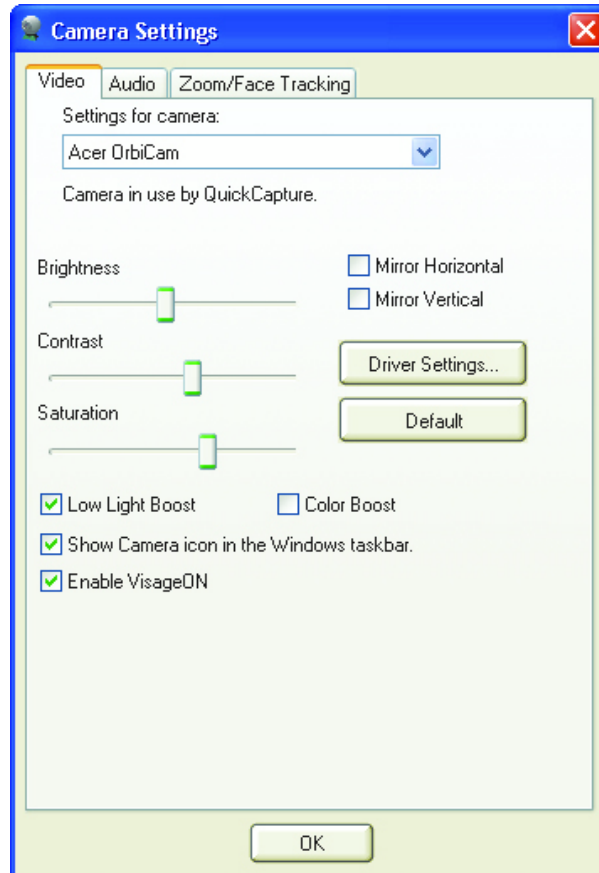 Camera Settings
Video Audio Zoom/Face Tracking
Settings for camera:
Acer OrbiCam
Camera in use by QuickCapture.
Brightness
Mirror Horizontal
Mirror Vertical
Contrast
Driver Settings...
Saturation
Default
Low Light Boost Color Boost
Show Camera icon in the Windows taskbar.
Enable VisageON
OK